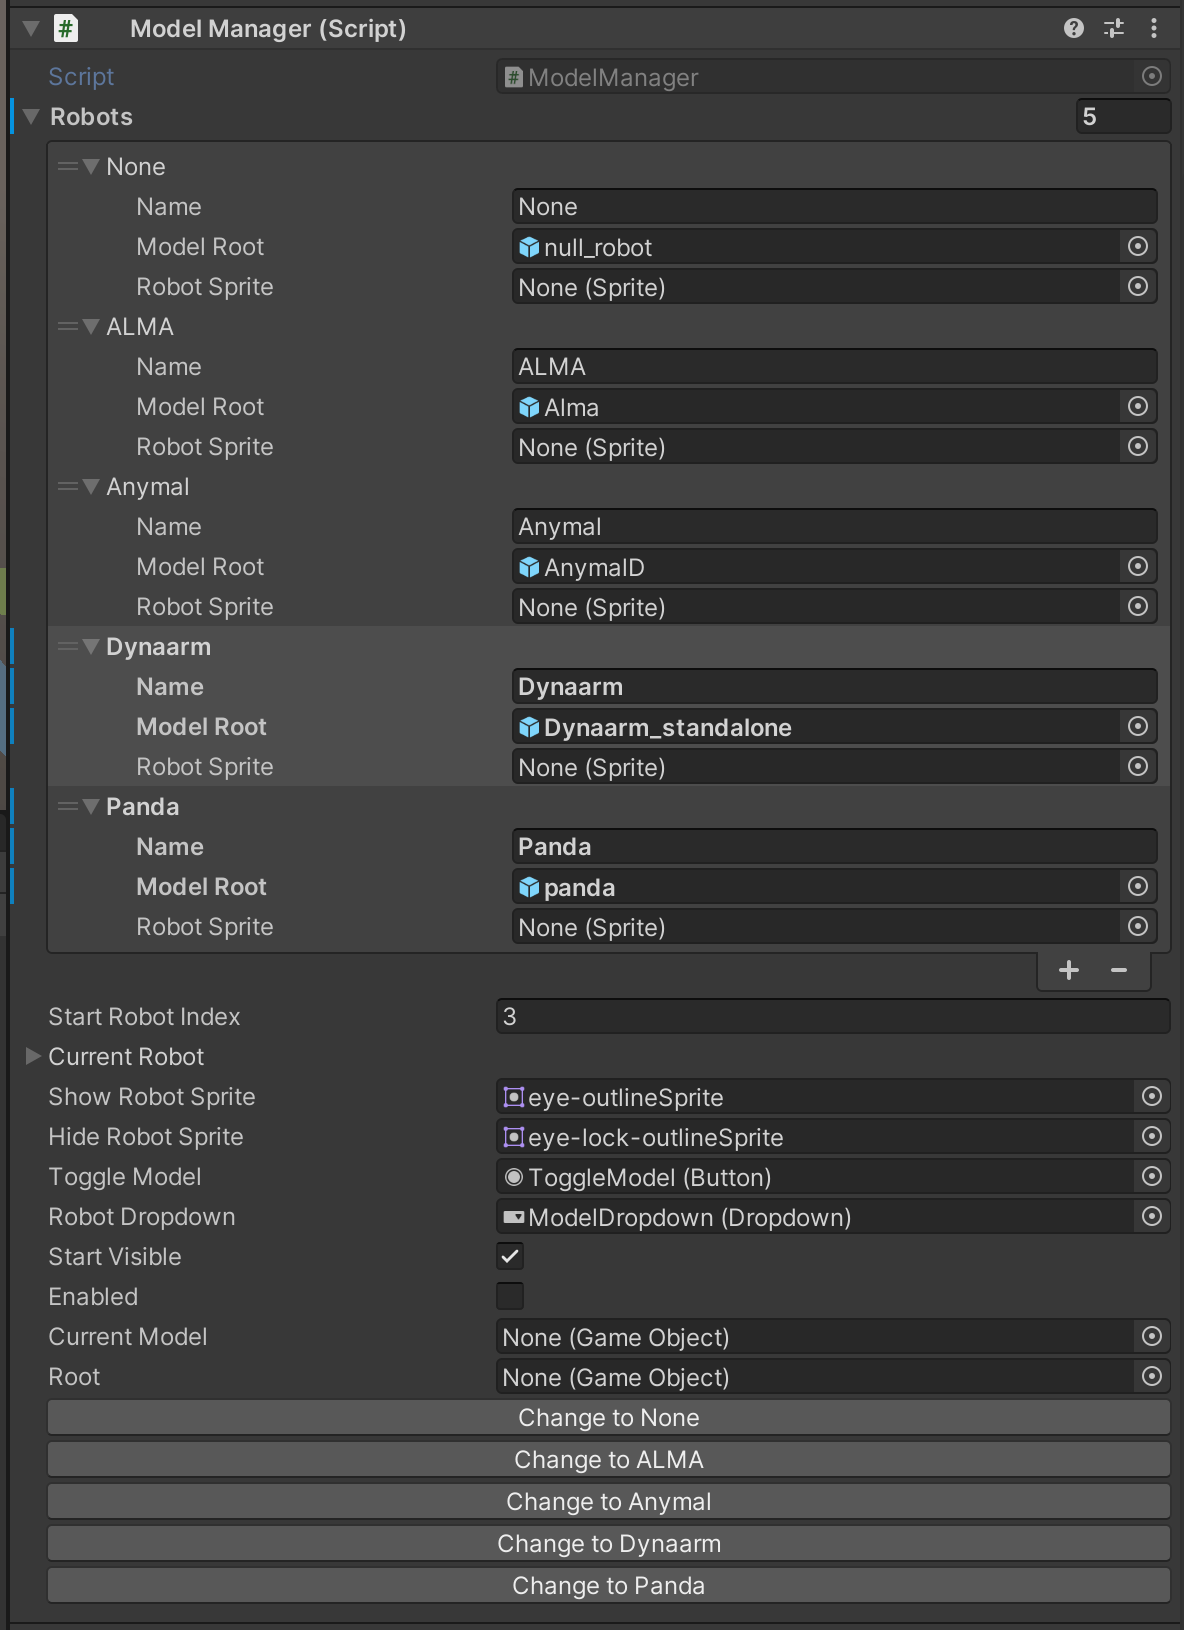 Model Manager (Script)
Script ModelManager
Robots 5
None
Name None
Model Root null_robot
Robot Sprite None (Sprite)
ALMA
Name ALMA
Model Root Alma
Robot Sprite None (Sprite)
Anymal
Name Anymal
Model Root AnymalD
Robot Sprite None (Sprite)
Dynaarm
Name Dynaarm
Model Root Dynaarm_standalone
Robot Sprite None (Sprite)
Panda
Name Panda
Model Root panda
Robot Sprite None (Sprite)
Start Robot Index 3
Current Robot
Show Robot Sprite eye-outlineSprite
Hide Robot Sprite eye-lock-outlineSprite
Toggle Model ToggleModel (Button)
Robot Dropdown ModelDropdown (Dropdown)
Start Visible
Enabled
Current Model None (Game Object)
Root None (Game Object)
Change to None
Change to ALMA
Change to Anymal
Change to Dynaarm
Change to Panda